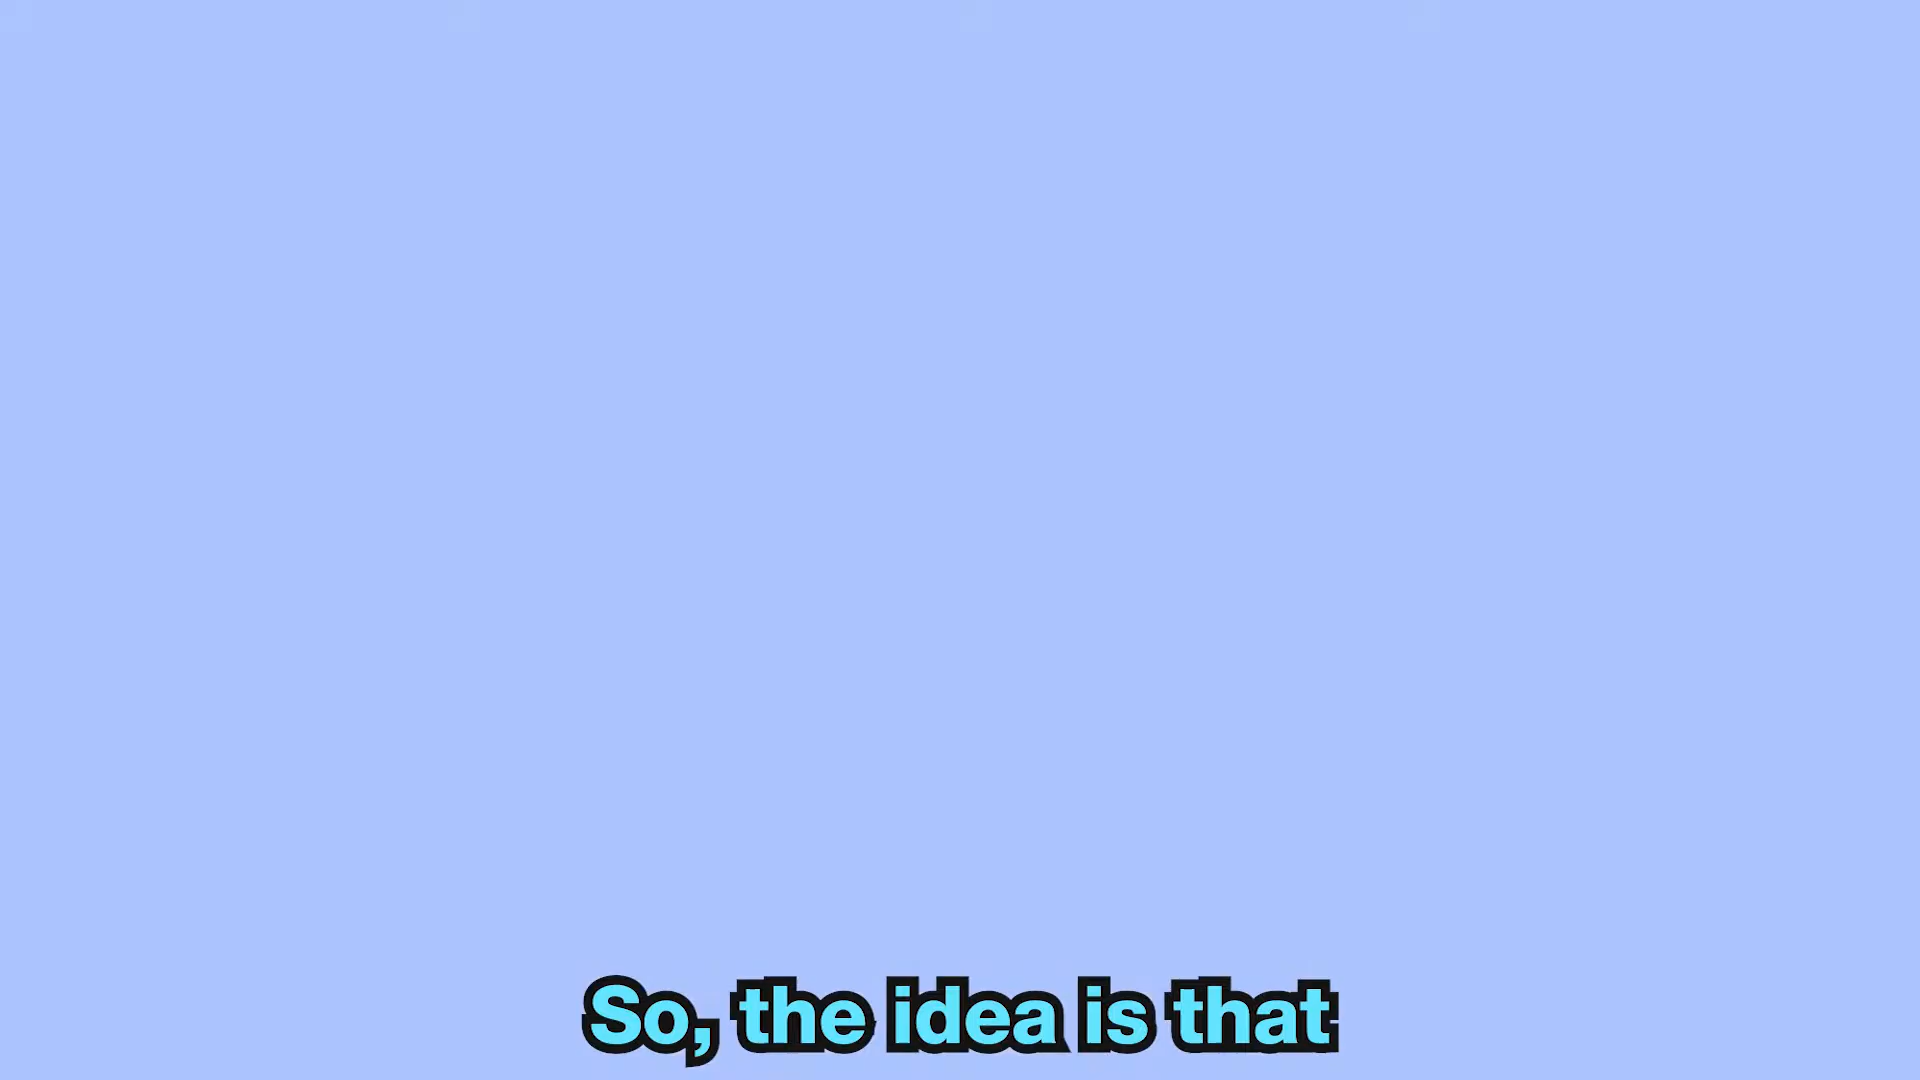 So, the idea is that